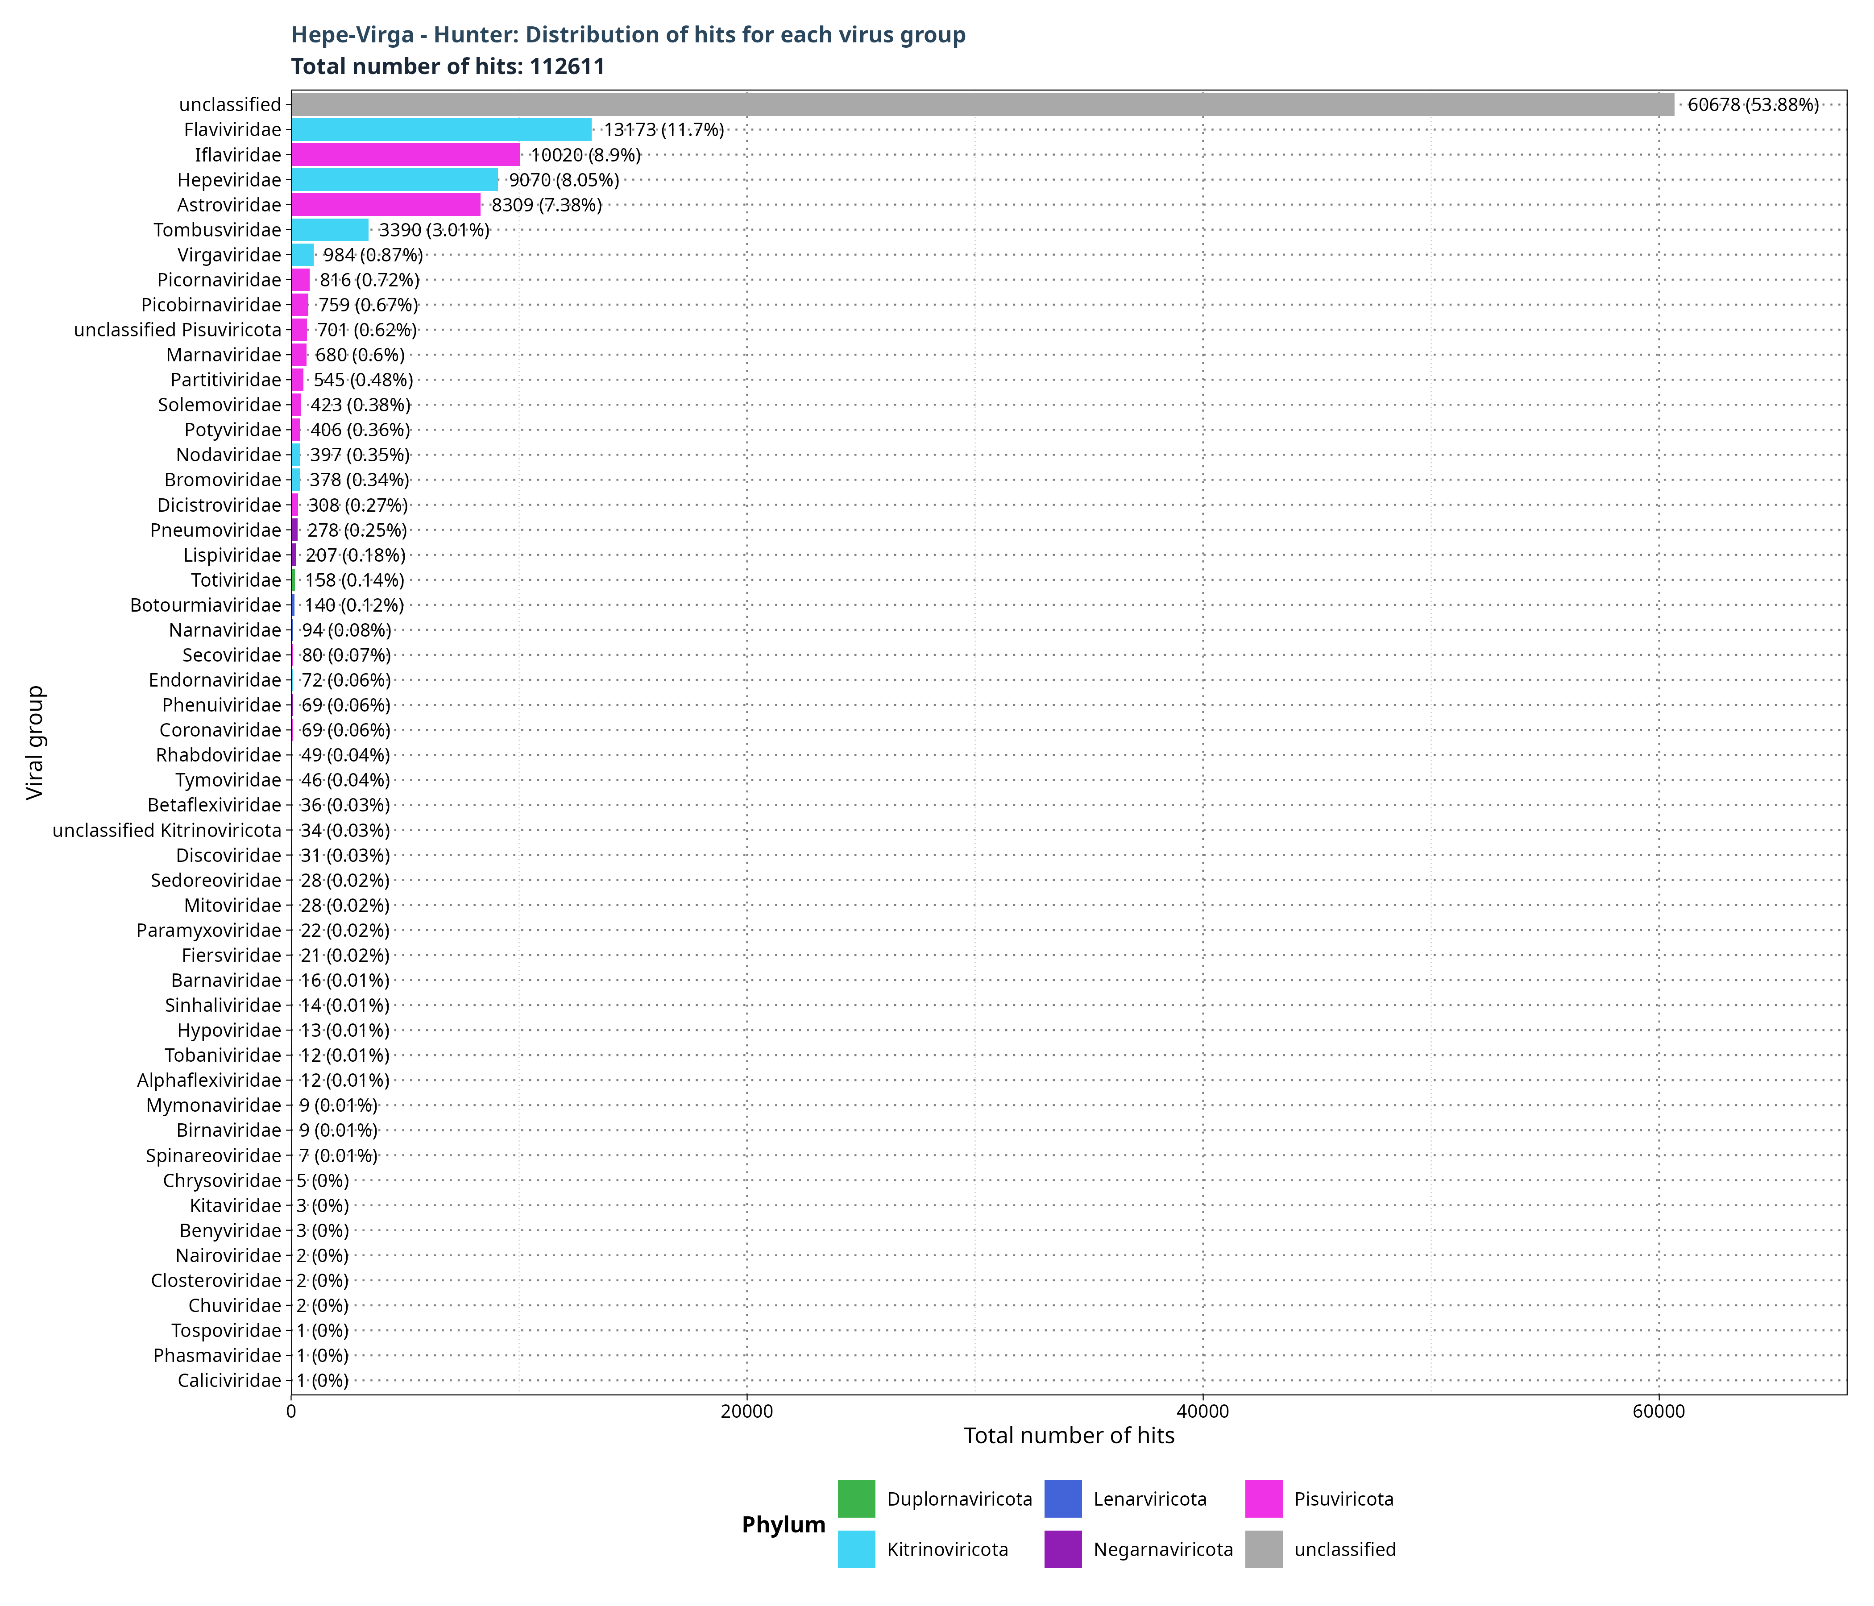 Hepe-Virga - Hunter: Distribution of hits for each virus group
Total number of hits: 112611
unclassified 60678 (53.88%)
Flaviviridae 13173 (11.7%)
Iflaviridae 10020 (8.9%)
Hepeviridae 9070 (8.05%)
Astroviridae 8309 (7.38%)
Tombusviridae 3390 (3.01%)
Virgaviridae 984 (0.87%)
Picornaviridae 816 (0.72%)
Picobirnaviridae 759 (0.67%)
unclassified Pisuviricota 701 (0.62%)
Marnaviridae 680 (0.6%)
Partitiviridae 545 (0.48%)
Solemoviridae 423 (0.38%)
Potyviridae 406 (0.36%)
Nodaviridae 397 (0.35%)
Bromoviridae 378 (0.34%)
Dicistroviridae 308 (0.27%)
Pneumoviridae 278 (0.25%)
Lispiviridae 207 (0.18%)
Totiviridae 158 (0.14%)
Botourmiaviridae 140 (0.12%)
Narnaviridae 94 (0.08%)
Secoviridae 80 (0.07%)
Endornaviridae 72 (0.06%)
Phenuiviridae 69 (0.06%)
Coronaviridae 69 (0.06%)
Rhabdoviridae 49 (0.04%)
Tymoviridae 46 (0.04%)
Betaflexiviridae 36 (0.03%)
unclassified Kitrinoviricota 34 (0.03%)
Discoviridae 31 (0.03%)
Sedoreoviridae 28 (0.02%)
Mitoviridae 28 (0.02%)
Paramyxoviridae 22 (0.02%)
Fiersviridae 21 (0.02%)
Barnaviridae 16 (0.01%)
Sinhaliviridae 14 (0.01%)
Hypoviridae 13 (0.01%)
Tobaniviridae 12 (0.01%)
Alphaflexiviridae 12 (0.01%)
Mymonaviridae 9 (0.01%)
Birnaviridae 9 (0.01%)
Spinareoviridae 7 (0.01%)
Chrysoviridae 5 (0%)
Kitaviridae 3 (0%)
Benyviridae 3 (0%)
Nairoviridae 2 (0%)
Closteroviridae 2 (0%)
Chuviridae 2 (0%)
Tospoviridae 1 (0%)
Phasmaviridae 1 (0%)
Caliciviridae 1 (0%)
Viral group
0 20000 40000 60000
Total number of hits
Phylum
Duplornaviricota Lenarviricota Pisuviricota
Kitrinoviricota Negarnaviricota unclassified